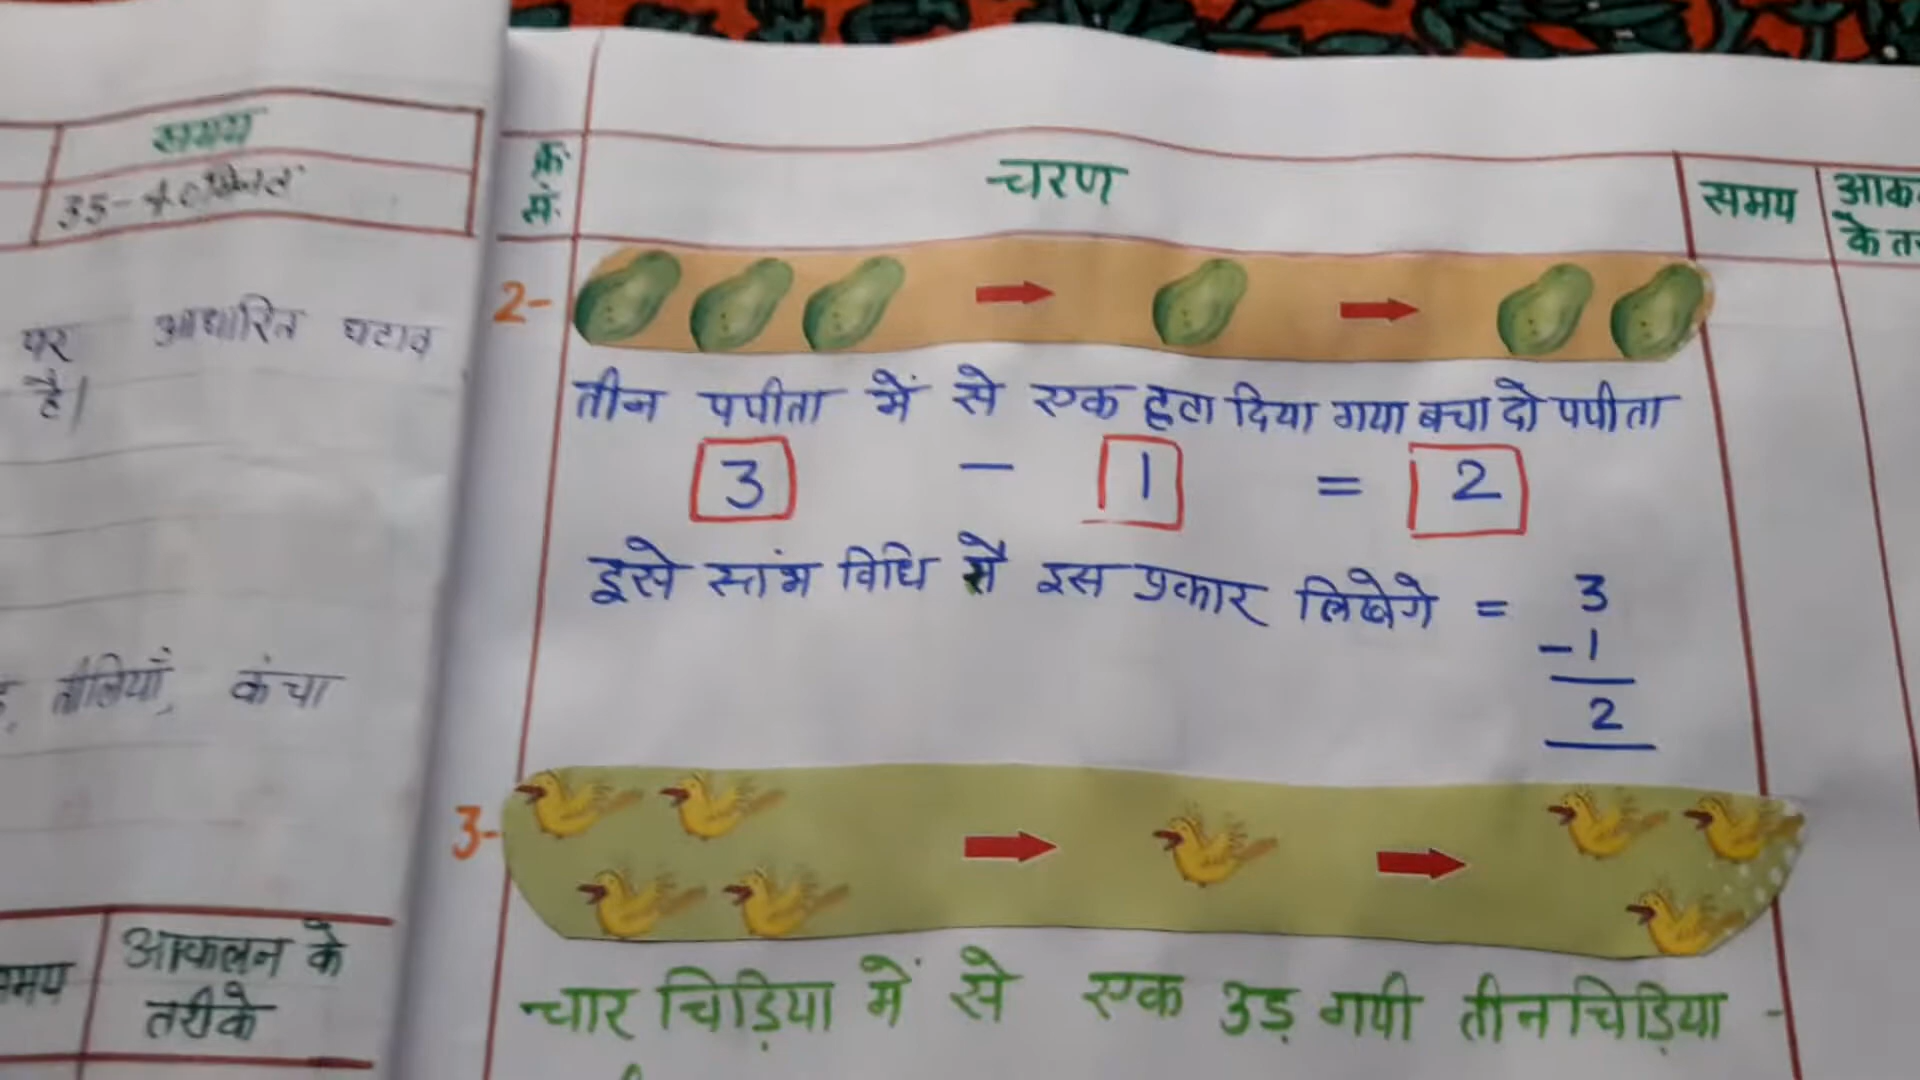 समय
35-40 मिनट
पर आधारित घटाव
है।
तीलियाँ, कंचा
आकलन के
तरीके
क्र. सं.
चरण
समय
2-
तीन पपीता में से एक हटा दिया गया बचा दो पपीता
3 - 1 = 2
इसे स्तंभ विधि में इस प्रकार लिखेगे = 3
-1
2
3-
चार चिड़िया में से एक उड़ गयी तीन चिड़िया -